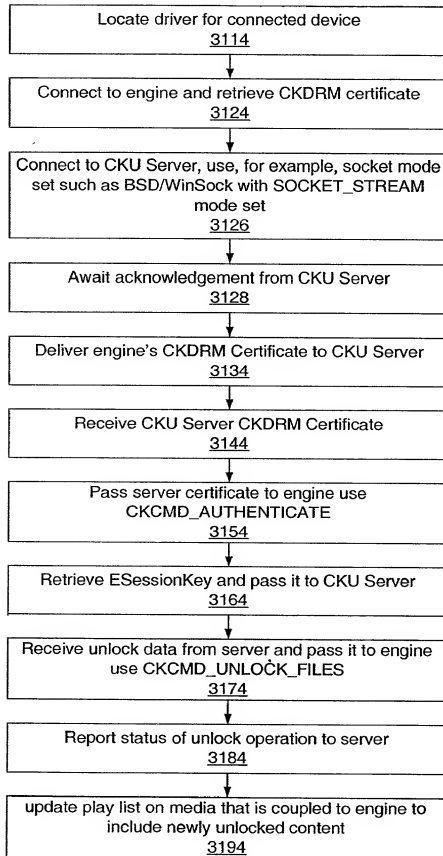 Locate driver for connected device
3114
Connect to engine and retrieve CKDRM certificate
3124
Connect to CKU Server, use, for example, socket mode
set such as BSD/WinSock with SOCKET_STREAM
mode set
3126
Await acknowledgement from CKU Server
3128
Deliver engine's CKDRM Certificate to CKU Server
3134
Receive CKU Server CKDRM Certificate
3144
Pass server certificate to engine use
CKCMD_AUTHENTICATE
3154
Retrieve ESessionKey and pass it to CKU Server
3164
Receive unlock data from server and pass it to engine
use CKCMD_UNLOCK_FILES
3174
Report status of unlock operation to server
3184
update play list on media that is coupled to engine to
include newly unlocked content
3194